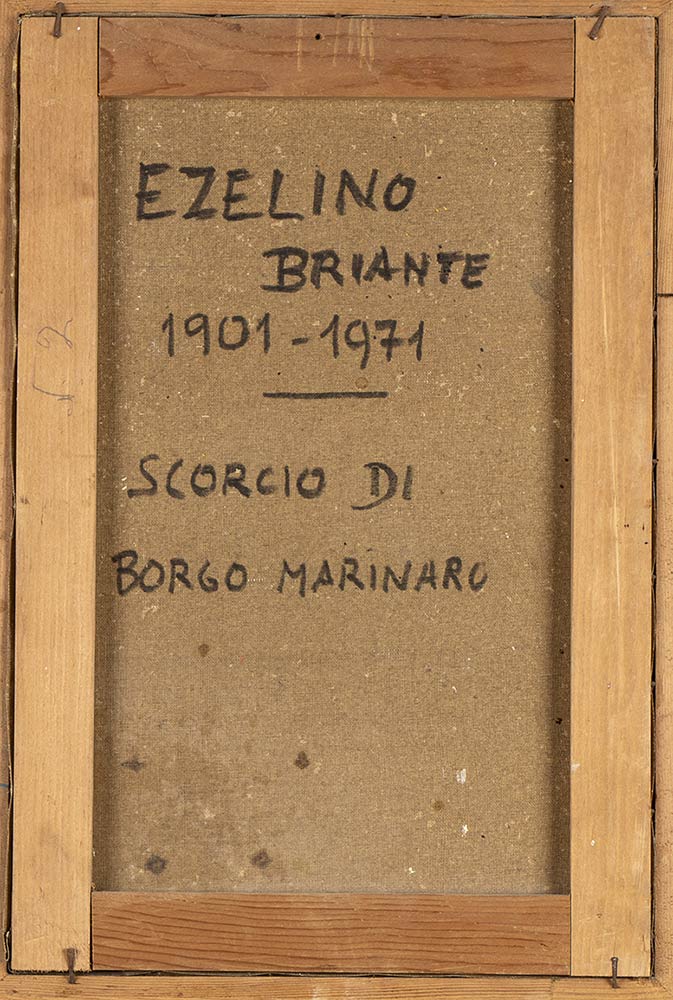 EZELINO
BRIANTE
1901-1971
SCORCIO DI
BORGO MARINARO